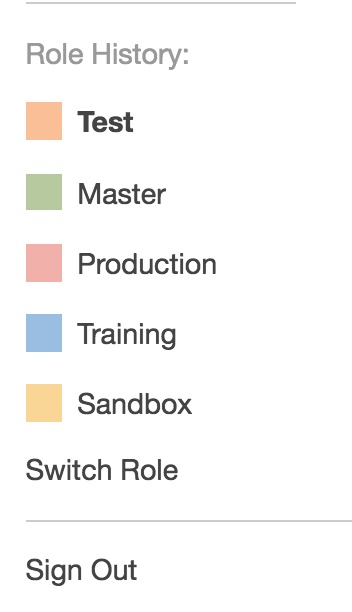 Role History:
Test
Master
Production
Training
Sandbox
Switch Role
Sign Out